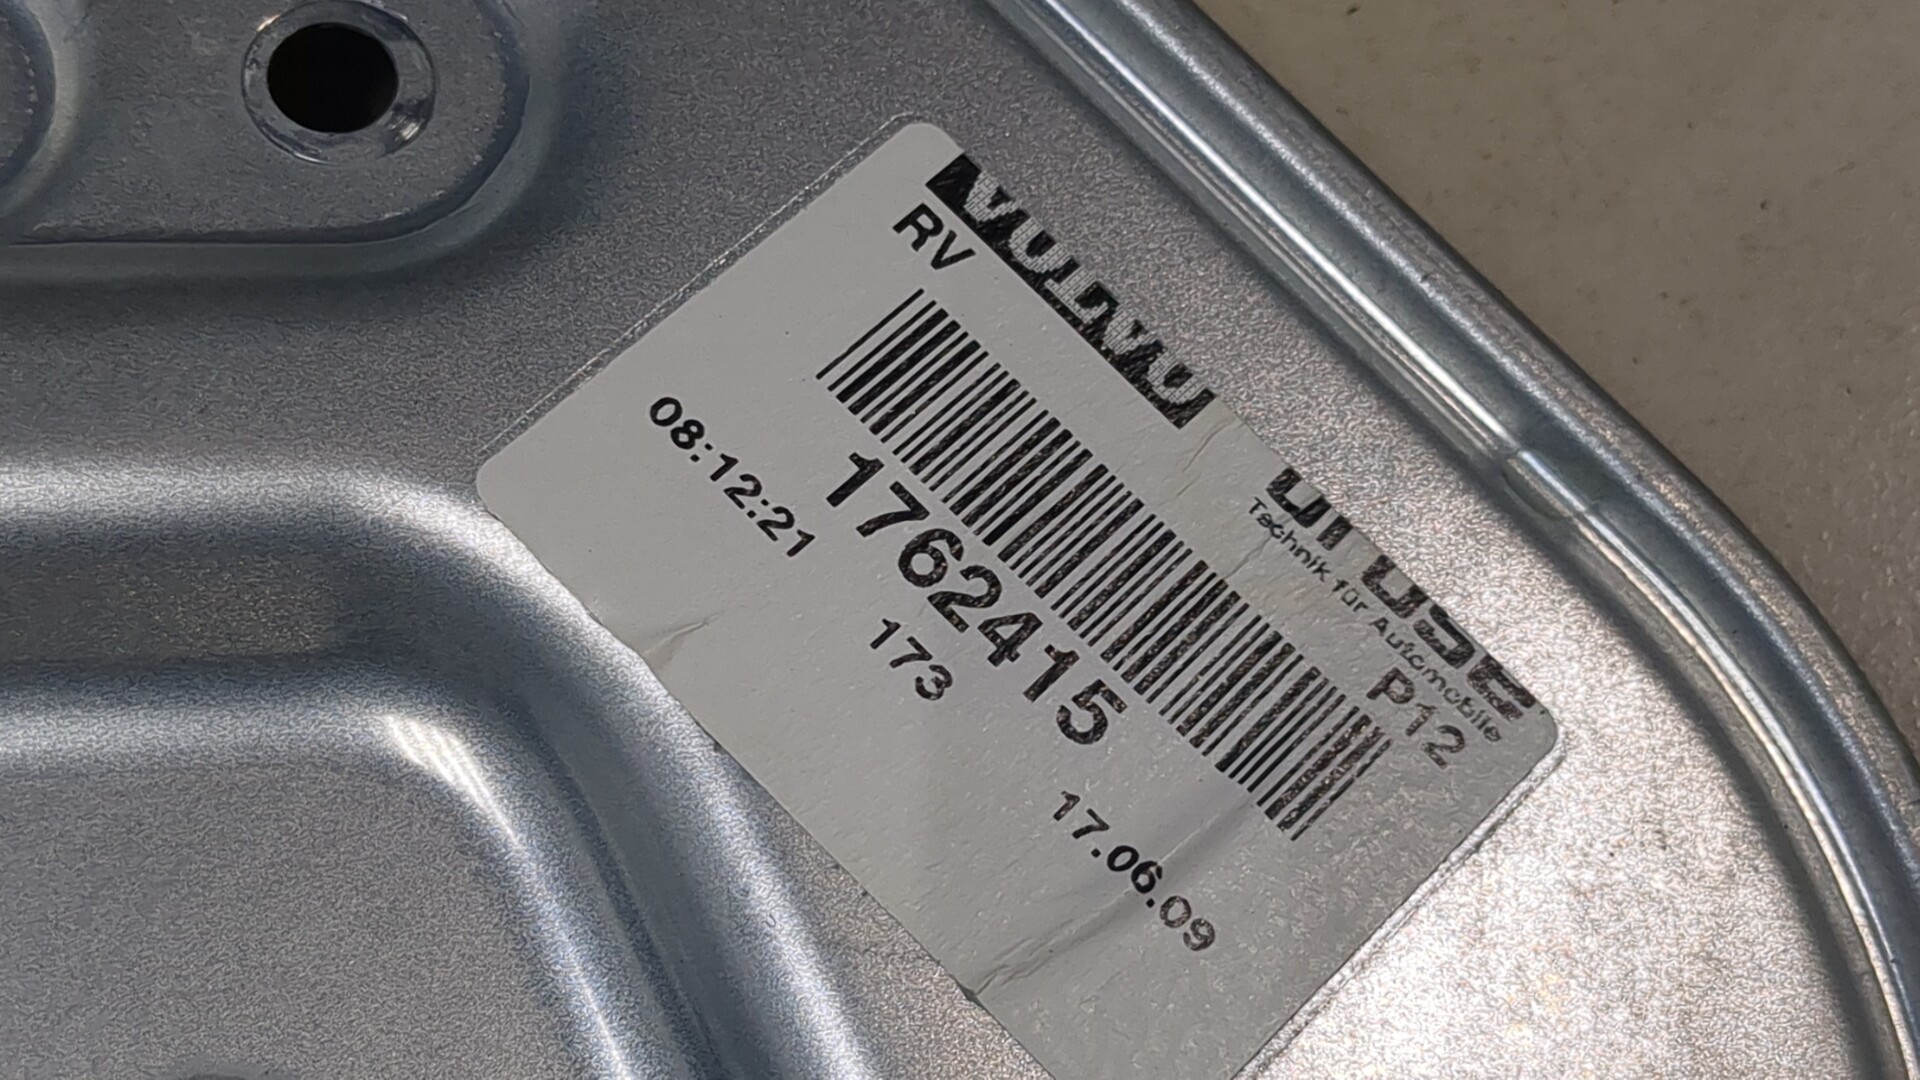 RV
Technik für Automobile
P12
1762415
08:12:21
173
17.06.09